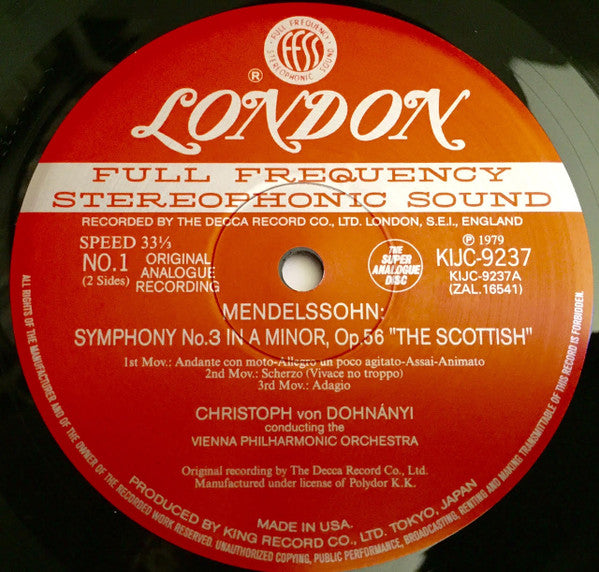 FULL FREQUENCY
ffss
STEREOPHONIC SOUND
®
LONDON
FULL FREQUENCY
STEREOPHONIC SOUND
RECORDED BY THE DECCA RECORD CO., LTD. LONDON, S.E.I., ENGLAND
SPEED 33⅓
NO.1
(2 Sides)
ORIGINAL
ANALOGUE
RECORDING
THE
SUPER
ANALOGUE
DISC
℗ 1979
KIJC-9237
KIJC-9237A
(ZAL.16541)
MENDELSSOHN:
SYMPHONY No.3 IN A MINOR, Op.56 "THE SCOTTISH"
1st Mov.: Andante con moto-Allegro un poco agitato-Assai-Animato
2nd Mov.: Scherzo (Vivace no troppo)
3rd Mov.: Adagio
CHRISTOPH von DOHNÁNYI
conducting the
VIENNA PHILHARMONIC ORCHESTRA
Original recording by The Decca Record Co., Ltd.
Manufactured under license of Polydor K.K.
MADE IN USA.
PRODUCED BY KING RECORD CO., LTD. TOKYO, JAPAN
ALL RIGHTS OF THE MANUFACTURER AND OF THE OWNER OF THE RECORDED WORK RESERVED. UNAUTHORIZED COPYING, PUBLIC PERFORMANCE, BROADCASTING, RENTING AND MAKING TRANSMITTABLE OF THIS RECORD IS FORBIDDEN.